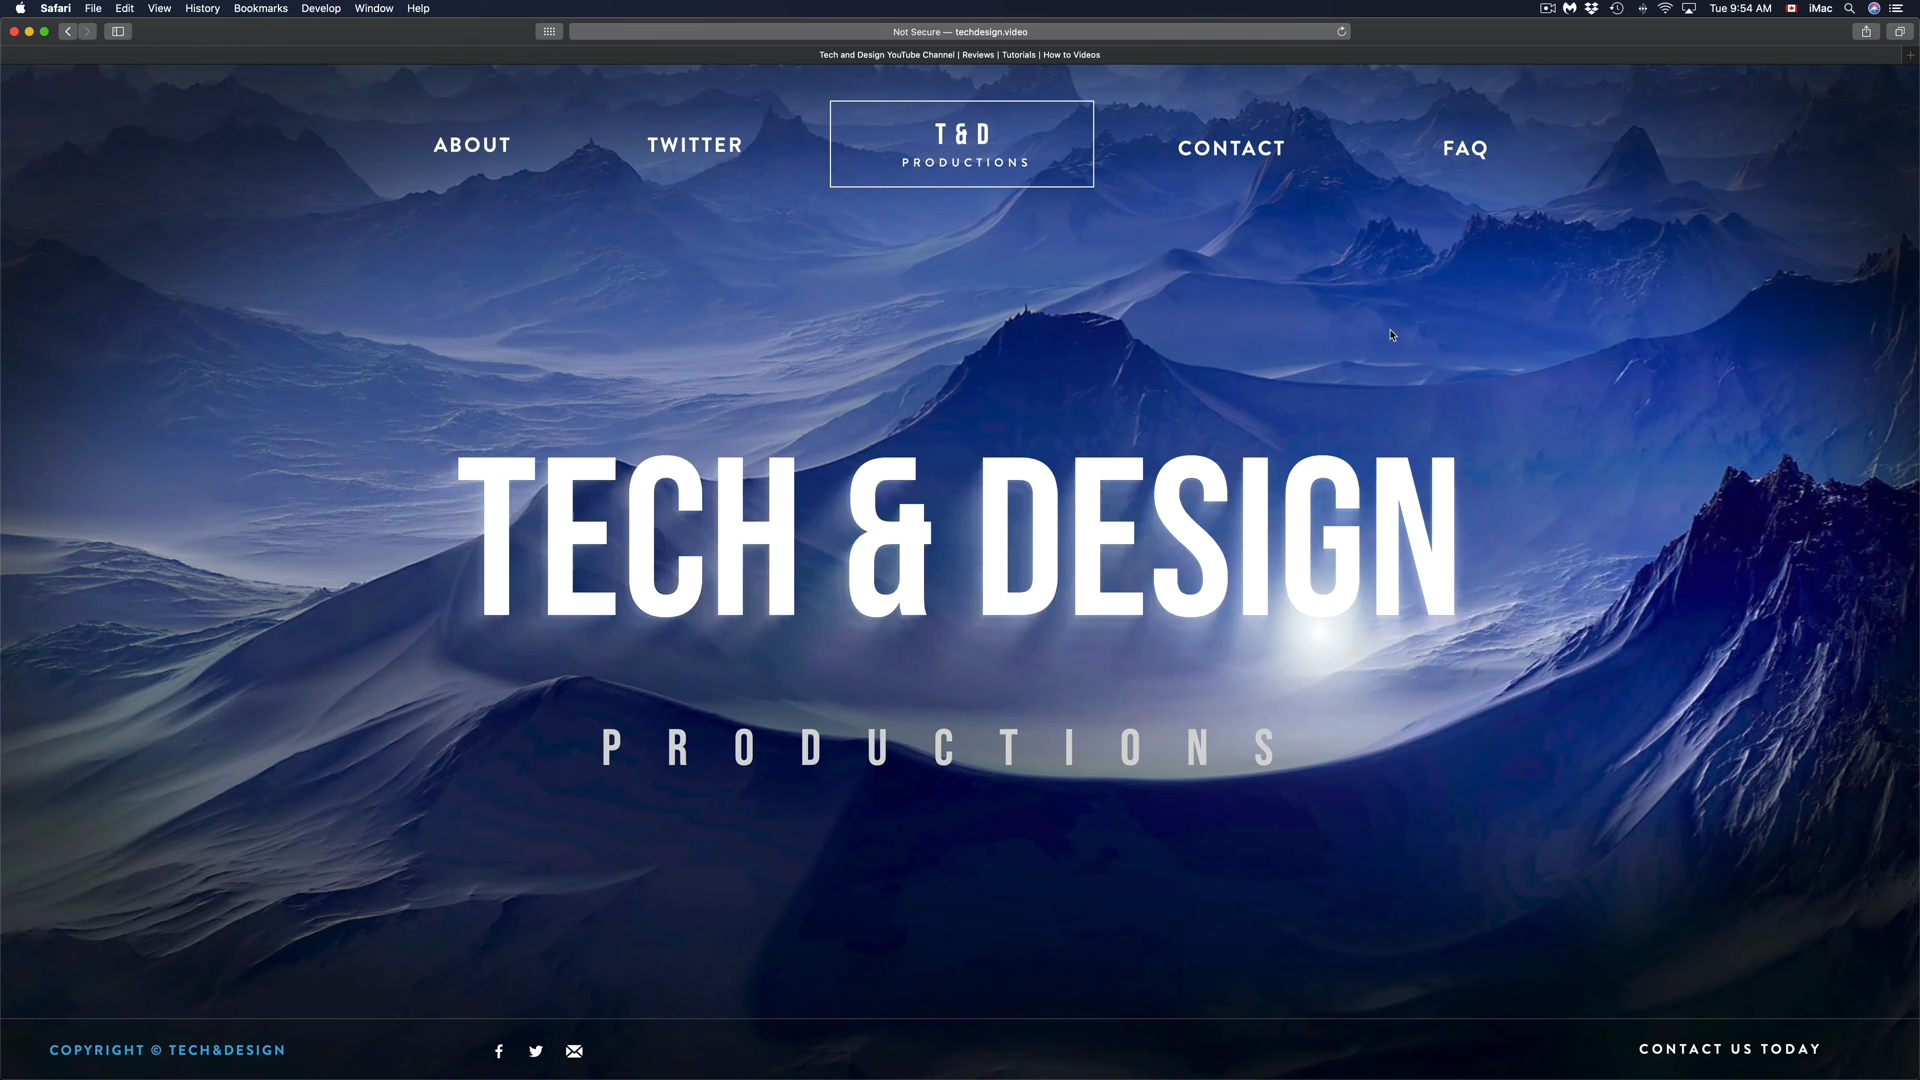 Safari File Edit View History Bookmarks Develop Window Help Tue 9:54 AM iMac
Not Secure — techdesign.video
Tech and Design YouTube Channel | Reviews | Tutorials | How to Videos
ABOUT TWITTER T & D CONTACT FAQ
PRODUCTIONS
TECH & DESIGN
PRODUCTIONS
COPYRIGHT © TECH&DESIGN CONTACT US TODAY